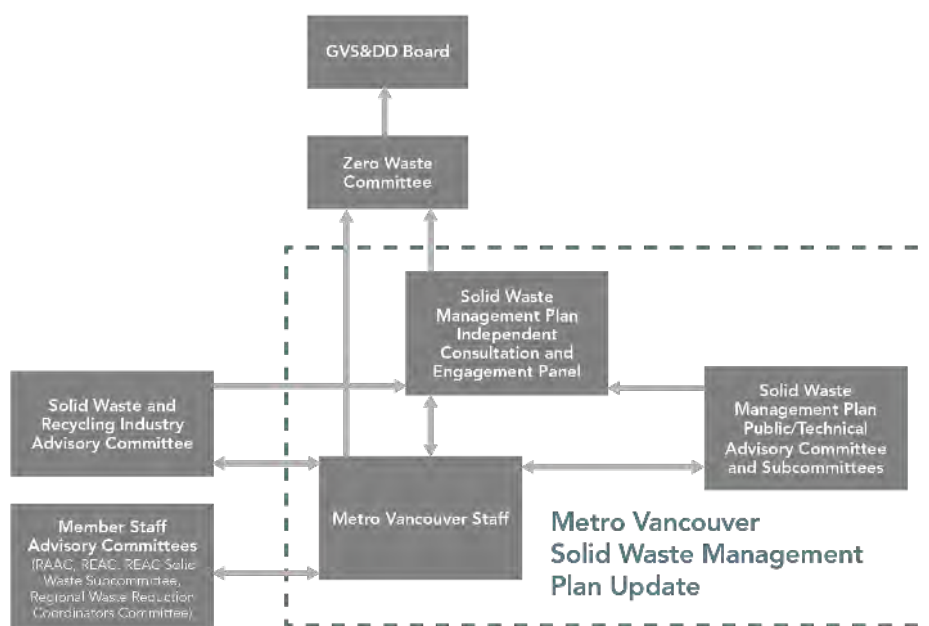 GVS&DD Board
Zero Waste
Committee
Solid Waste
Management Plan
Independent
Consultation and
Engagement Panel
Solid Waste and
Recycling Industry
Advisory Committee
Solid Waste
Management Plan
Public/Technical
Advisory Committee
and Subcommittees
Metro Vancouver Staff
Member Staff
Advisory Committees
(RAAC, REAC, REAC Solid
Waste Subcommittee,
Regional Waste Reduction
Coordinators Committee)
Metro Vancouver
Solid Waste Management
Plan Update